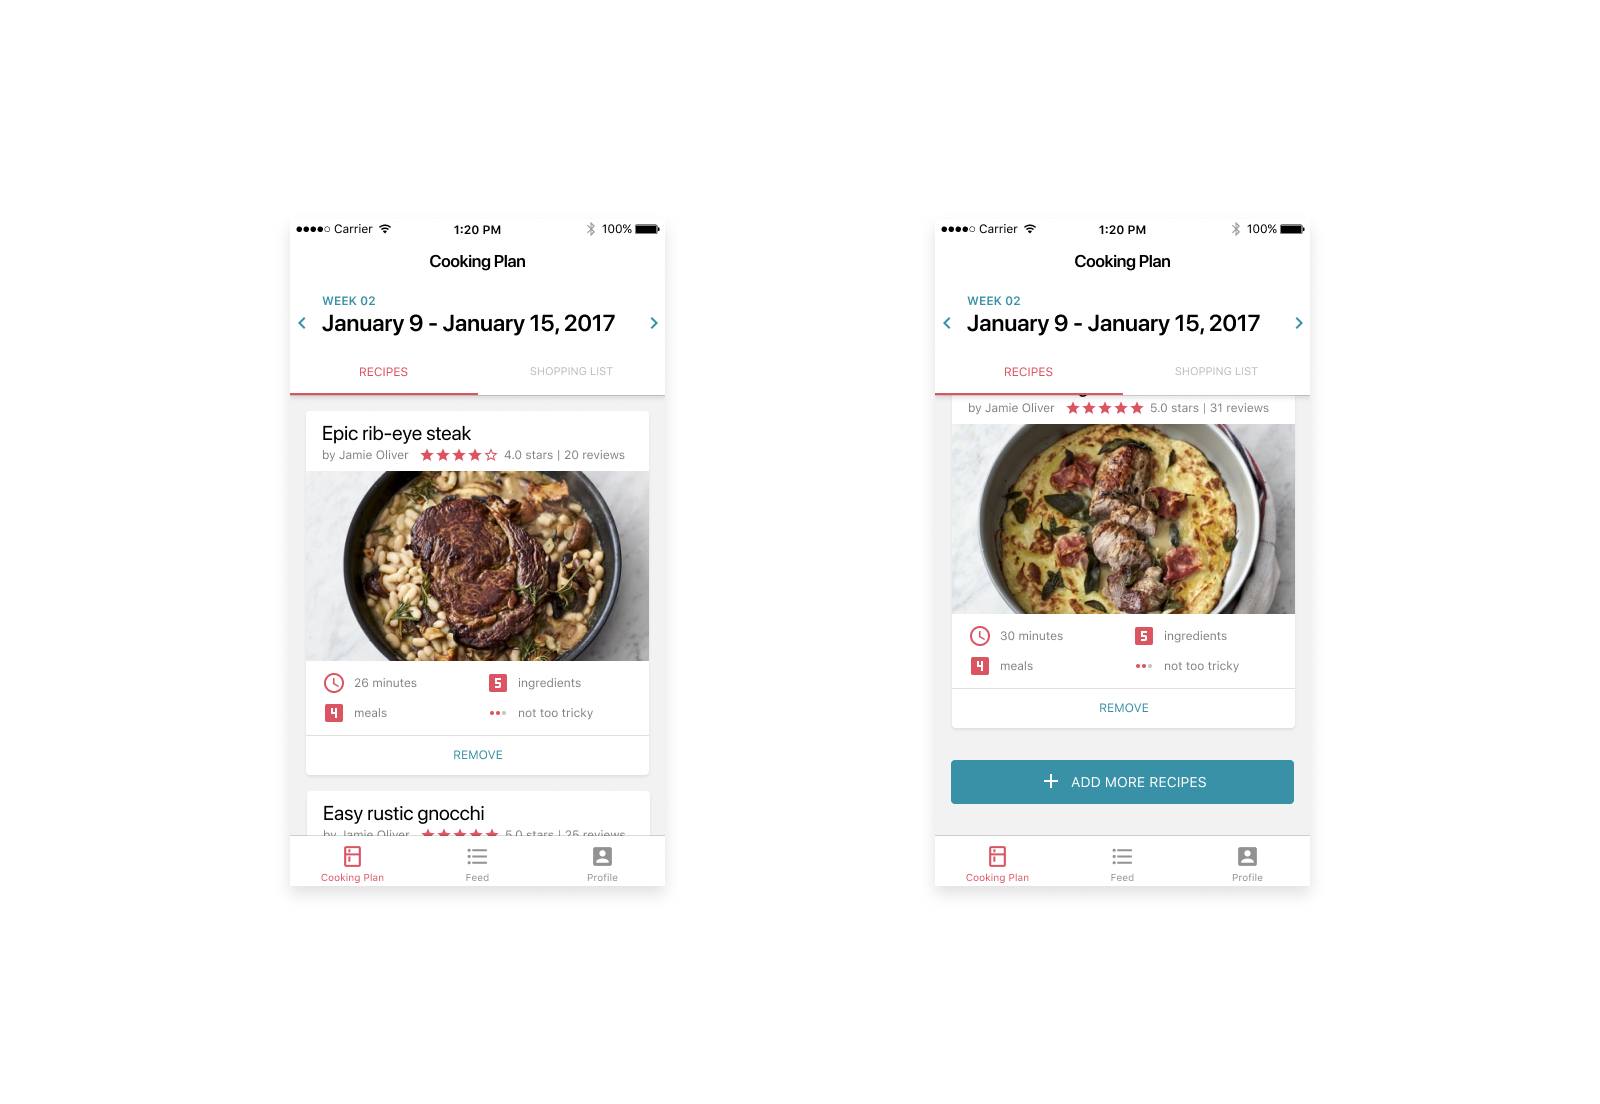 Carrier 1:20 PM 100%
Cooking Plan
WEEK 02
January 9 - January 15, 2017
RECIPES SHOPPING LIST
Epic rib-eye steak
by Jamie Oliver 4.0 stars | 20 reviews
26 minutes 5 ingredients
4 meals not too tricky
REMOVE
Easy rustic gnocchi
by Jamie Oliver 5.0 stars | 25 reviews
Cooking Plan Feed Profile
Carrier 1:20 PM 100%
Cooking Plan
WEEK 02
January 9 - January 15, 2017
RECIPES SHOPPING LIST
by Jamie Oliver 5.0 stars | 31 reviews
30 minutes 5 ingredients
4 meals not too tricky
REMOVE
ADD MORE RECIPES
Cooking Plan Feed Profile